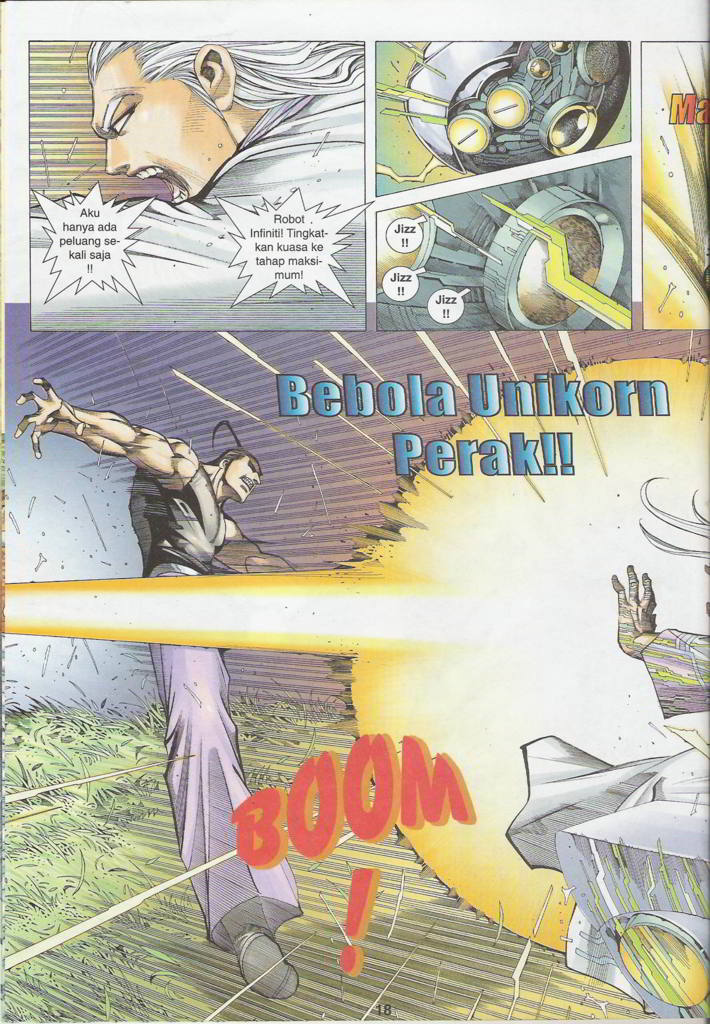 Aku
hanya ada
peluang se-
kali saja
!!
Robot
Infiniti! Tingkat-
kan kuasa ke
tahap maksi-
mum!
Jizz
!!
Jizz
!!
Jizz
!!
Ma
Bebola Unikorn
Perak!!
BOOM
!
18